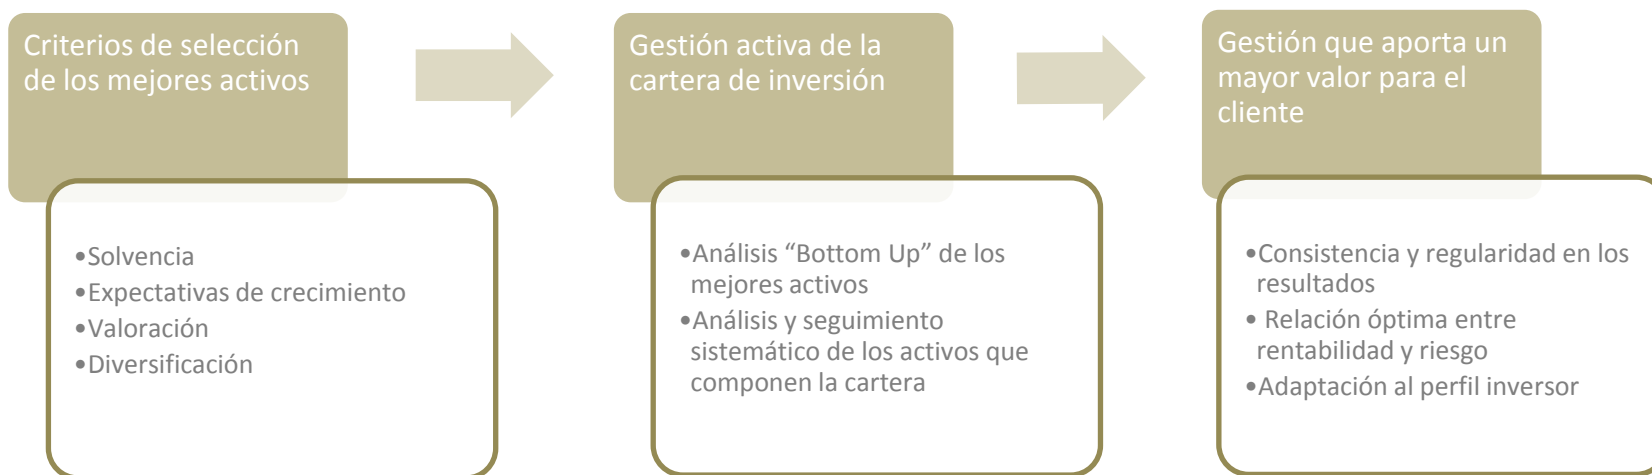 Criterios de selección
de los mejores activos
•Solvencia
•Expectativas de crecimiento
•Valoración
•Diversificación
Gestión activa de la
cartera de inversión
•Análisis “Bottom Up” de los
mejores activos
•Análisis y seguimiento
sistemático de los activos que
componen la cartera
Gestión que aporta un
mayor valor para el
cliente
•Consistencia y regularidad en los
resultados
• Relación óptima entre
rentabilidad y riesgo
•Adaptación al perfil inversor